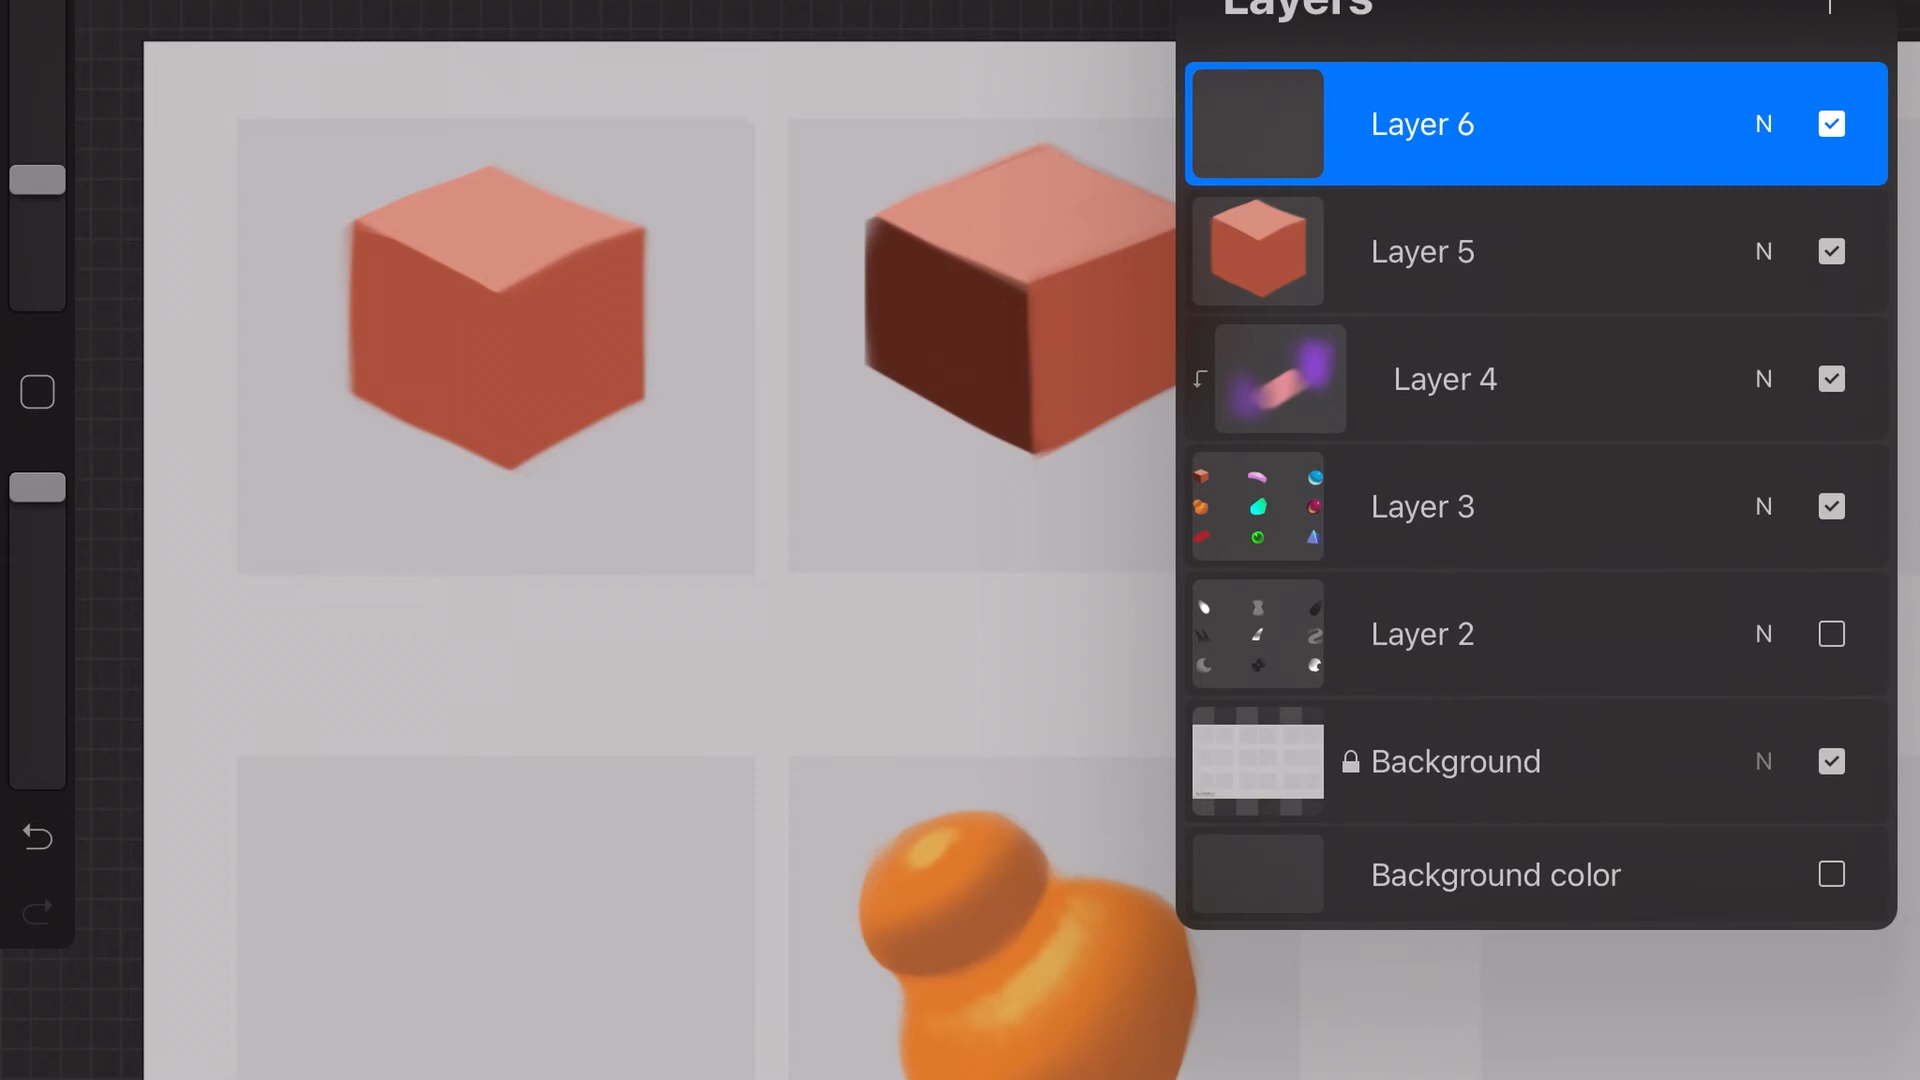 Layers
Layer 6 N
Layer 5 N
Layer 4 N
Layer 3 N
Layer 2 N
Background N
Background color